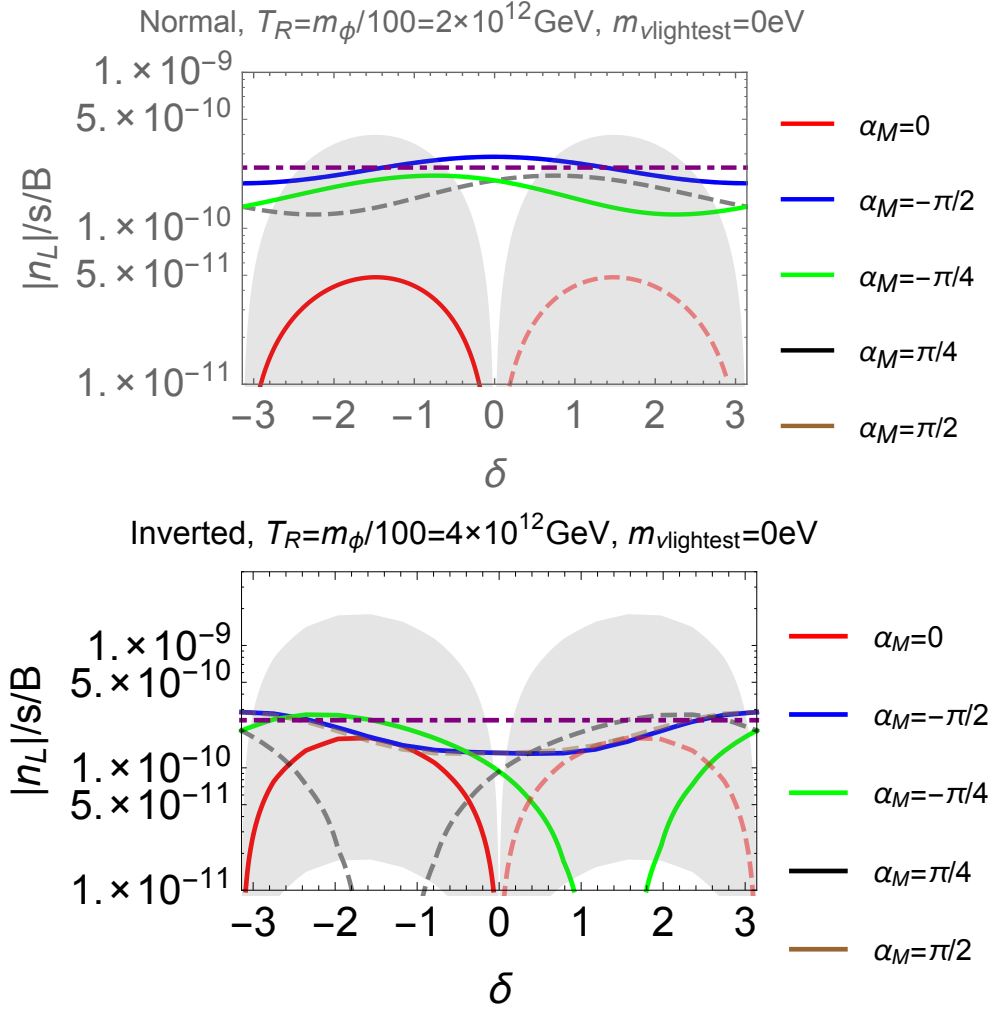 Normal, T_R=m_ϕ/100=2×10^12GeV, m_νlightest=0eV
|n_L|/s/B
1.×10^-9
5.×10^-10
1.×10^-10
5.×10^-11
1.×10^-11
−3 −2 −1 0 1 2 3
δ
α_M=0
α_M=−π/2
α_M=−π/4
α_M=π/4
α_M=π/2
Inverted, T_R=m_ϕ/100=4×10^12GeV, m_νlightest=0eV
|n_L|/s/B
1.×10^-9
5.×10^-10
1.×10^-10
5.×10^-11
1.×10^-11
−3 −2 −1 0 1 2 3
δ
α_M=0
α_M=−π/2
α_M=−π/4
α_M=π/4
α_M=π/2